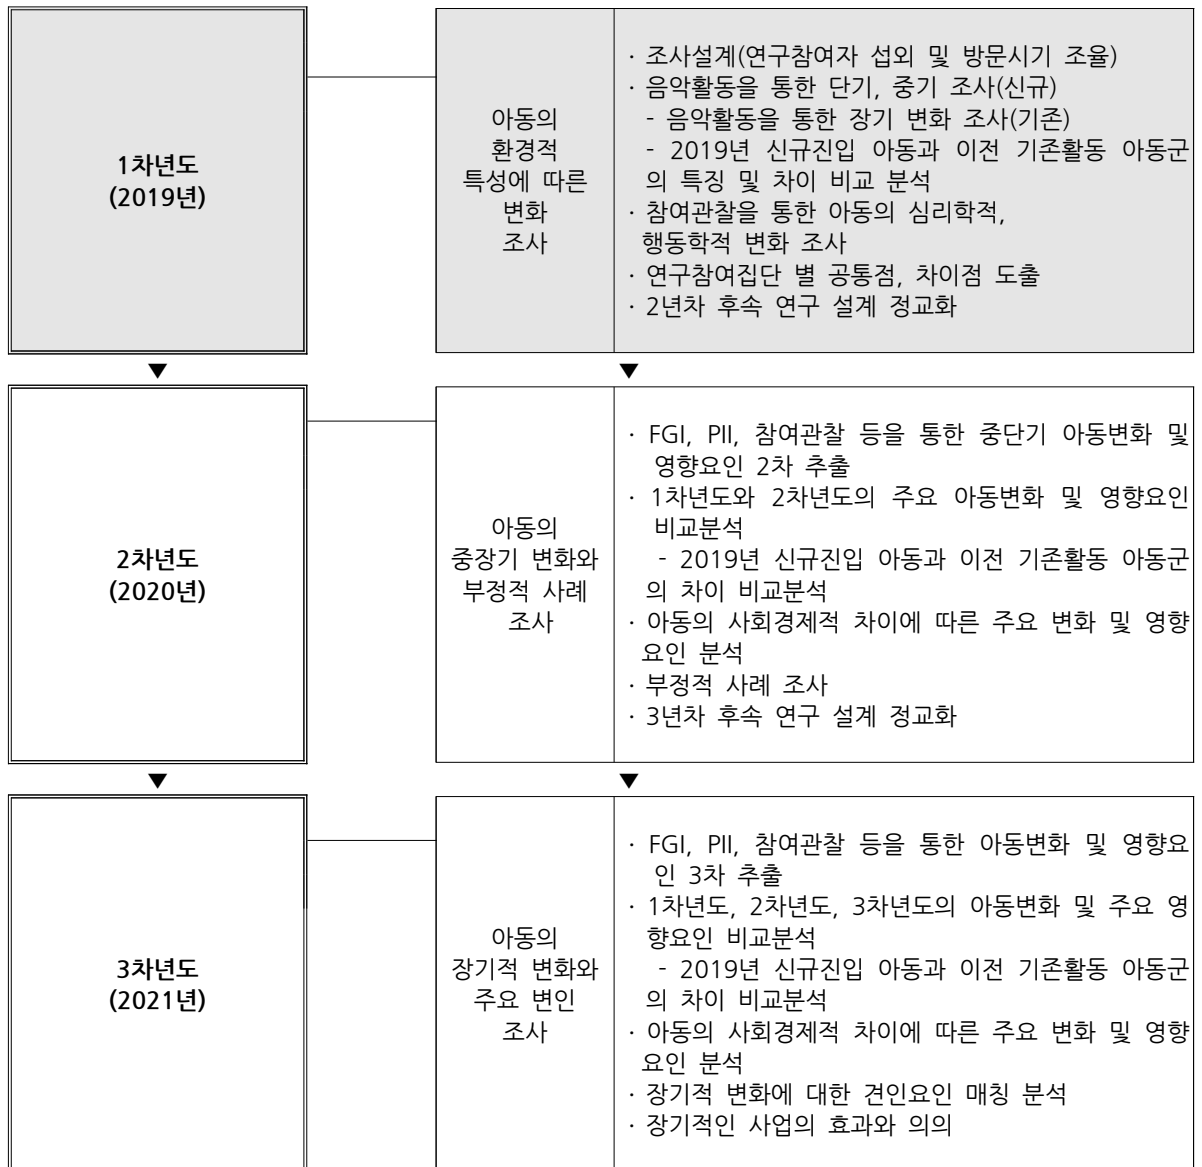 1차년도
(2019년)
아동의
환경적
특성에 따른
변화
조사
· 조사설계(연구참여자 섭외 및 방문시기 조율)
· 음악활동을 통한 단기, 중기 조사(신규)
- 음악활동을 통한 장기 변화 조사(기존)
- 2019년 신규진입 아동과 이전 기존활동 아동군
의 특징 및 차이 비교 분석
· 참여관찰을 통한 아동의 심리학적,
행동학적 변화 조사
· 연구참여집단 별 공통점, 차이점 도출
· 2년차 후속 연구 설계 정교화
▼ ▼
2차년도
(2020년)
아동의
중장기 변화와
부정적 사례
조사
· FGI, PII, 참여관찰 등을 통한 중단기 아동변화 및
영향요인 2차 추출
· 1차년도와 2차년도의 주요 아동변화 및 영향요인
비교분석
- 2019년 신규진입 아동과 이전 기존활동 아동군
의 차이 비교분석
· 아동의 사회경제적 차이에 따른 주요 변화 및 영향
요인 분석
· 부정적 사례 조사
· 3년차 후속 연구 설계 정교화
▼ ▼
3차년도
(2021년)
아동의
장기적 변화와
주요 변인
조사
· FGI, PII, 참여관찰 등을 통한 아동변화 및 영향요
인 3차 추출
· 1차년도, 2차년도, 3차년도의 아동변화 및 주요 영
향요인 비교분석
- 2019년 신규진입 아동과 이전 기존활동 아동군
의 차이 비교분석
· 아동의 사회경제적 차이에 따른 주요 변화 및 영향
요인 분석
· 장기적 변화에 대한 견인요인 매칭 분석
· 장기적인 사업의 효과와 의의